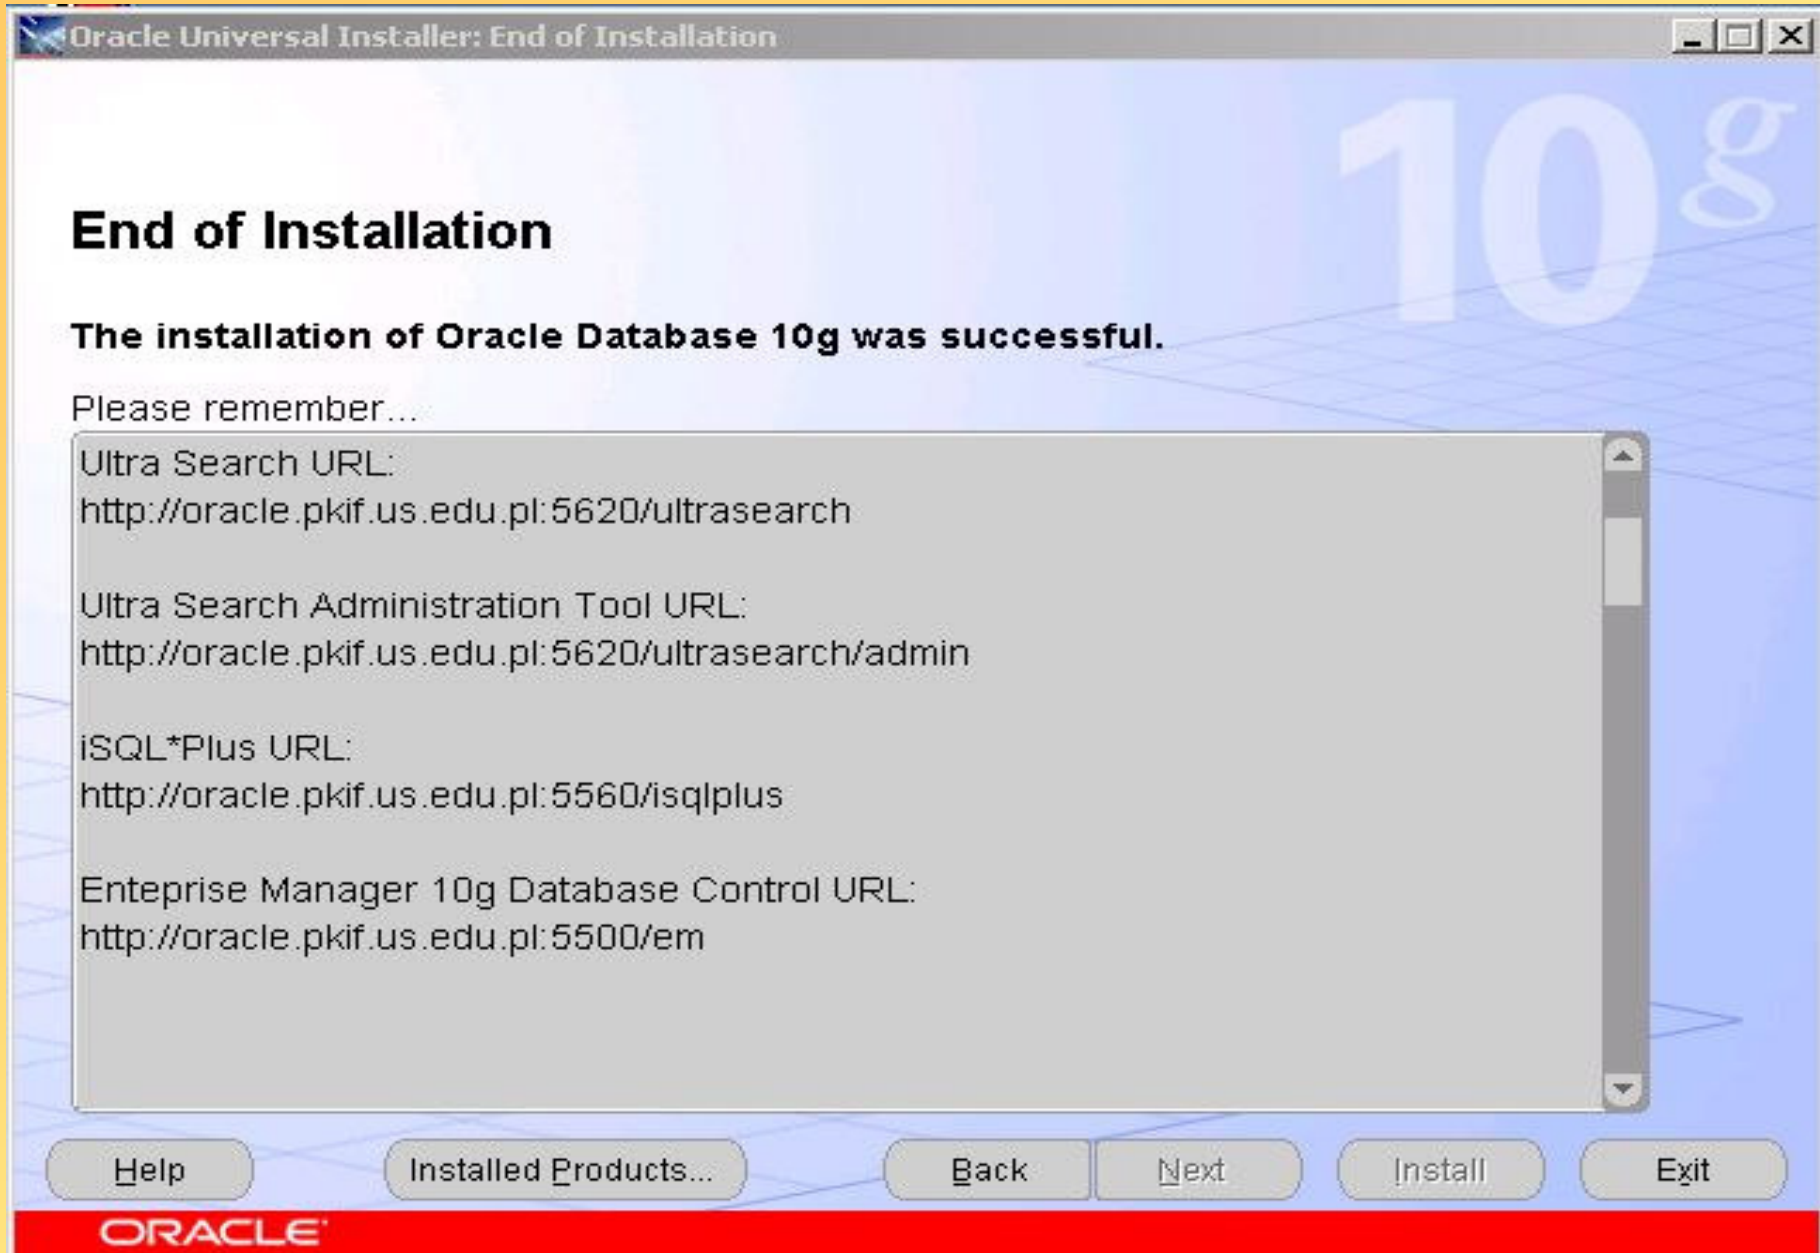 Oracle Universal Installer: End of Installation
10g
End of Installation
The installation of Oracle Database 10g was successful.
Please remember...
Ultra Search URL:
http://oracle.pkif.us.edu.pl:5620/ultrasearch
Ultra Search Administration Tool URL:
http://oracle.pkif.us.edu.pl:5620/ultrasearch/admin
iSQL*Plus URL:
http://oracle.pkif.us.edu.pl:5560/isqlplus
Enteprise Manager 10g Database Control URL:
http://oracle.pkif.us.edu.pl:5500/em
Help Installed Products... Back Next Install Exit
ORACLE